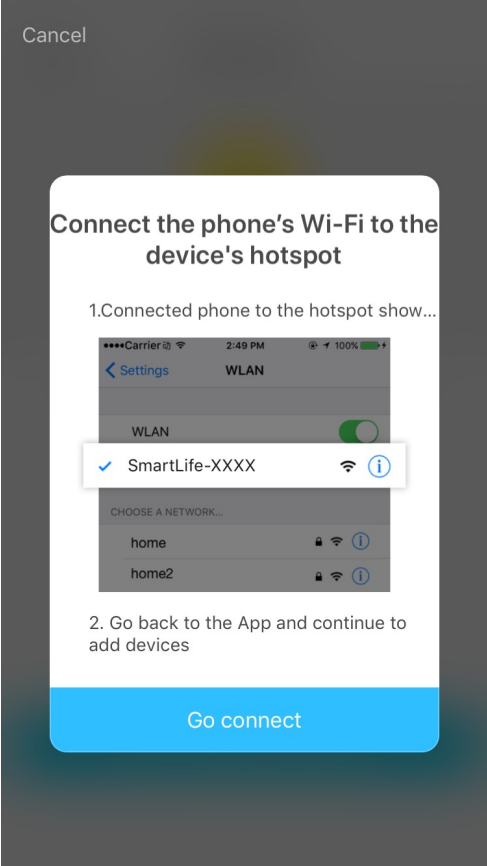 Cancel
Connect the phone’s Wi-Fi to the
device's hotspot
1.Connected phone to the hotspot show...
Carrier 2:49 PM 100%
Settings WLAN
WLAN
SmartLife-XXXX
CHOOSE A NETWORK...
home
home2
2. Go back to the App and continue to
add devices
Go connect